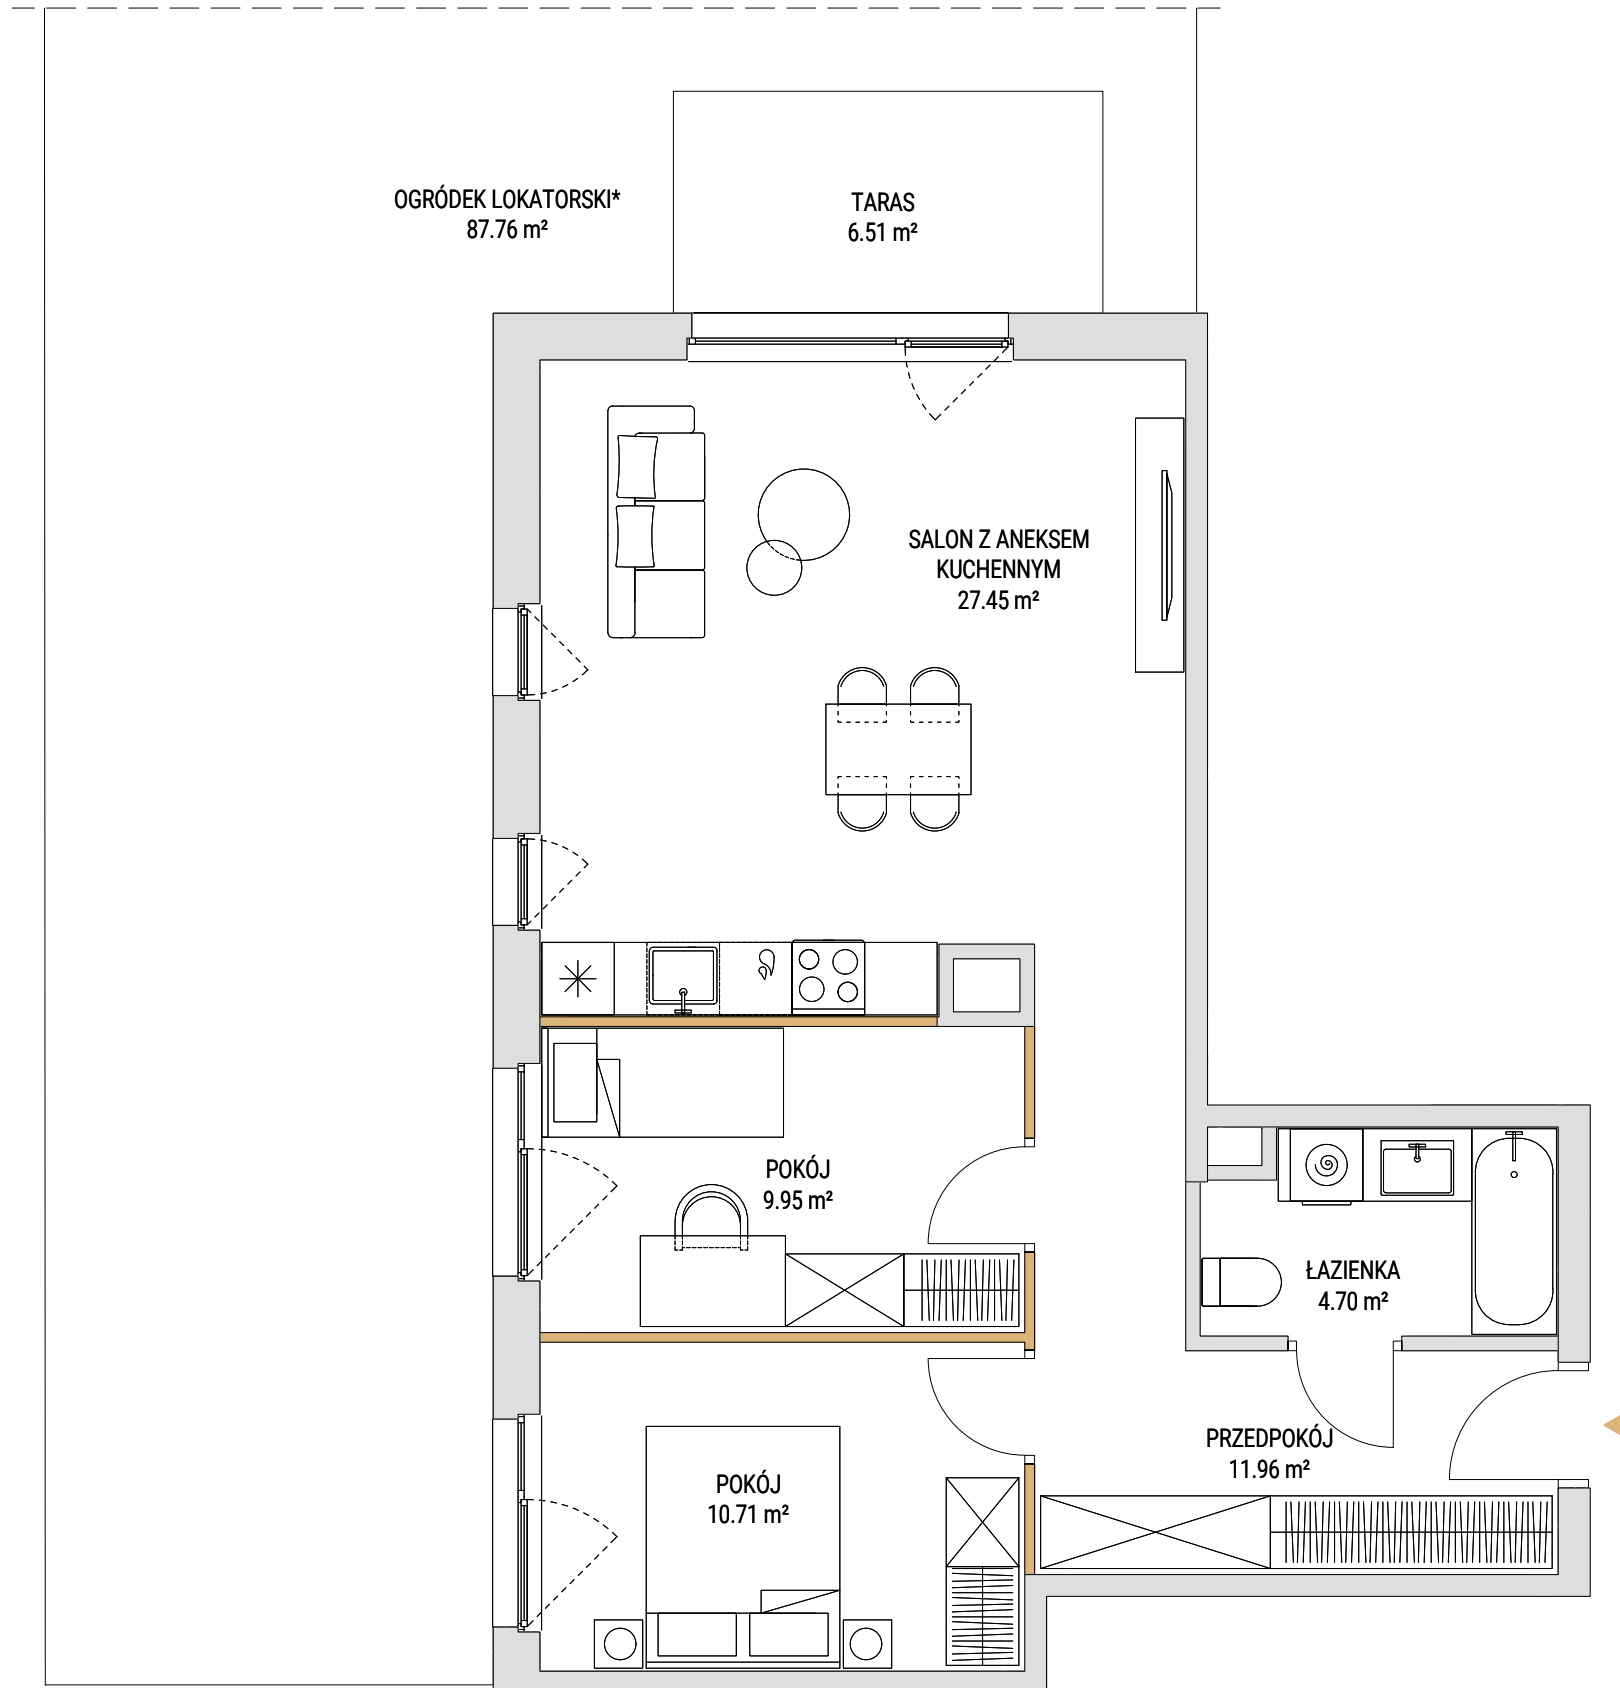 OGRÓDEK LOKATORSKI*
87.76 m²
TARAS
6.51 m²
SALON Z ANEKSEM
KUCHENNYM
27.45 m²
POKÓJ
9.95 m²
ŁAZIENKA
4.70 m²
PRZEDPOKÓJ
11.96 m²
POKÓJ
10.71 m²